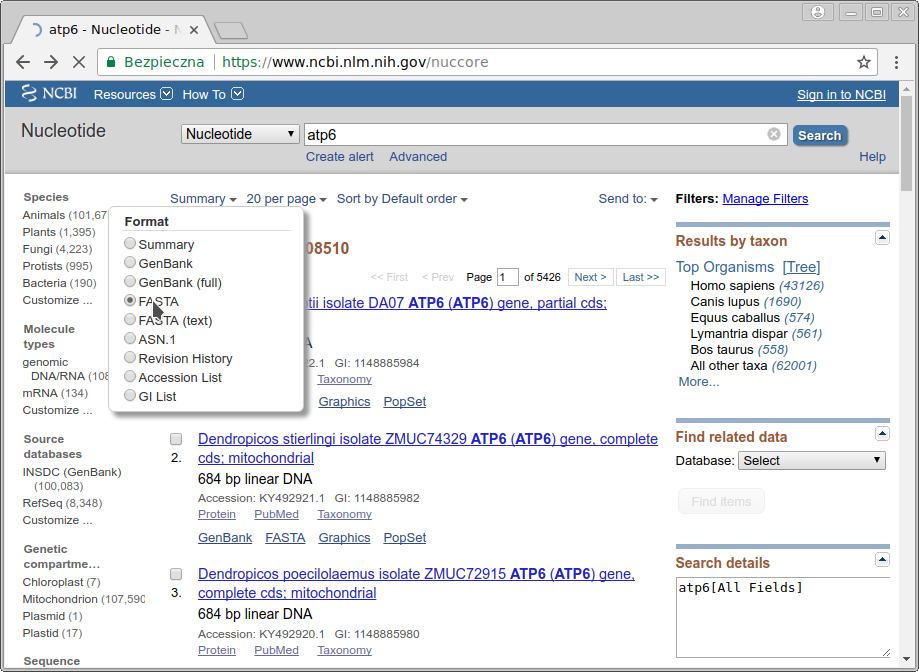 atp6 - Nucleotide - N
Bezpieczna https://www.ncbi.nlm.nih.gov/nuccore
NCBI Resources How To Sign in to NCBI
Nucleotide Nucleotide atp6 Search
Create alert Advanced Help
Summary 20 per page Sort by Default order Send to: Filters: Manage Filters
Species
Animals (101,67
Plants (1,395)
Fungi (4,223)
Protists (995)
Bacteria (190)
Customize ...
Molecule
types
genomic
DNA/RNA (108
mRNA (134)
Customize ...
Source
databases
INSDC (GenBank)
(100,083)
RefSeq (8,348)
Customize ...
Genetic
compartme…
Chloroplast (7)
Mitochondrion (107,590
Plasmid (1)
Plastid (17)
Sequence
Format
Summary
GenBank
GenBank (full)
FASTA
FASTA (text)
ASN.1
Revision History
Accession List
GI List
08510
<< First < Prev Page 1 of 5426 Next > Last >>
tii isolate DA07 ATP6 (ATP6) gene, partial cds;
A
2.1 GI: 1148885984
Taxonomy
Graphics PopSet
Dendropicos stierlingi isolate ZMUC74329 ATP6 (ATP6) gene, complete
2. cds; mitochondrial
684 bp linear DNA
Accession: KY492921.1 GI: 1148885982
Protein PubMed Taxonomy
GenBank FASTA Graphics PopSet
Dendropicos poecilolaemus isolate ZMUC72915 ATP6 (ATP6) gene,
3. complete cds; mitochondrial
684 bp linear DNA
Accession: KY492920.1 GI: 1148885980
Protein PubMed Taxonomy
Results by taxon
Top Organisms [Tree]
Homo sapiens (43126)
Canis lupus (1690)
Equus caballus (574)
Lymantria dispar (561)
Bos taurus (558)
All other taxa (62001)
More...
Find related data
Database: Select
Find items
Search details
atp6[All Fields]